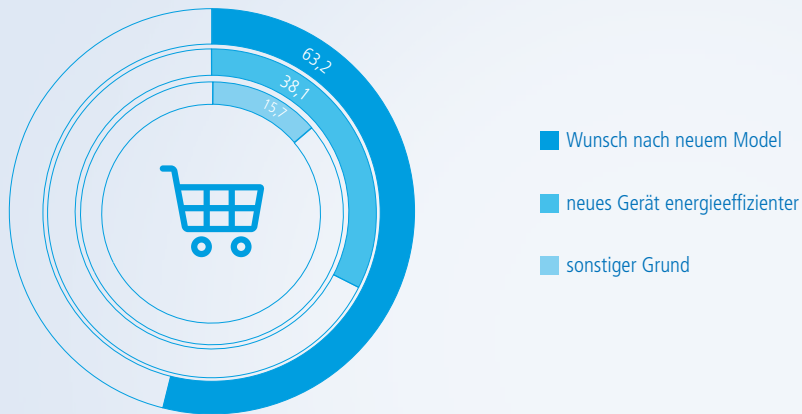 63,2
38,1
15,7
Wunsch nach neuem Model
neues Gerät energieeffizienter
sonstiger Grund